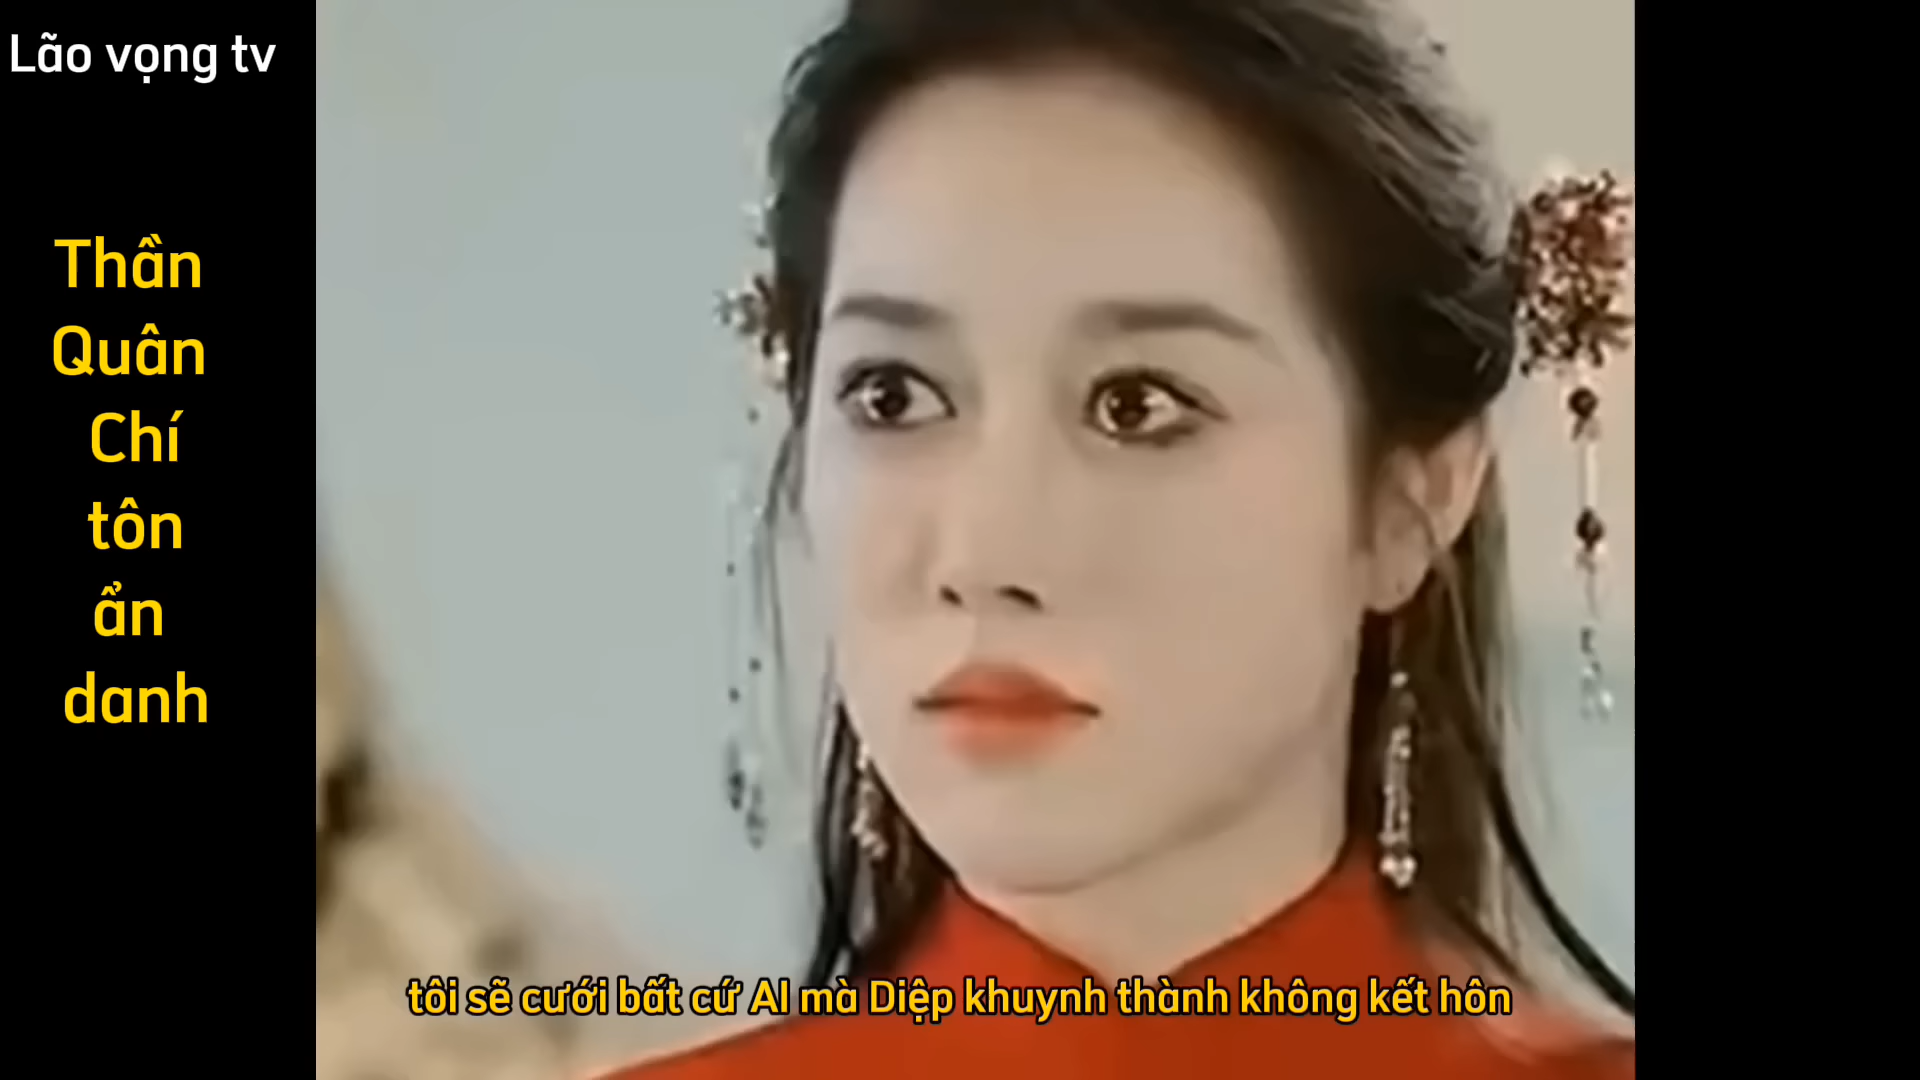 Lão vọng tv
Thần
Quân
Chí
tôn
ẩn
danh
tôi sẽ cưới bất cứ AI mà Diệp khuynh thành không kết hôn